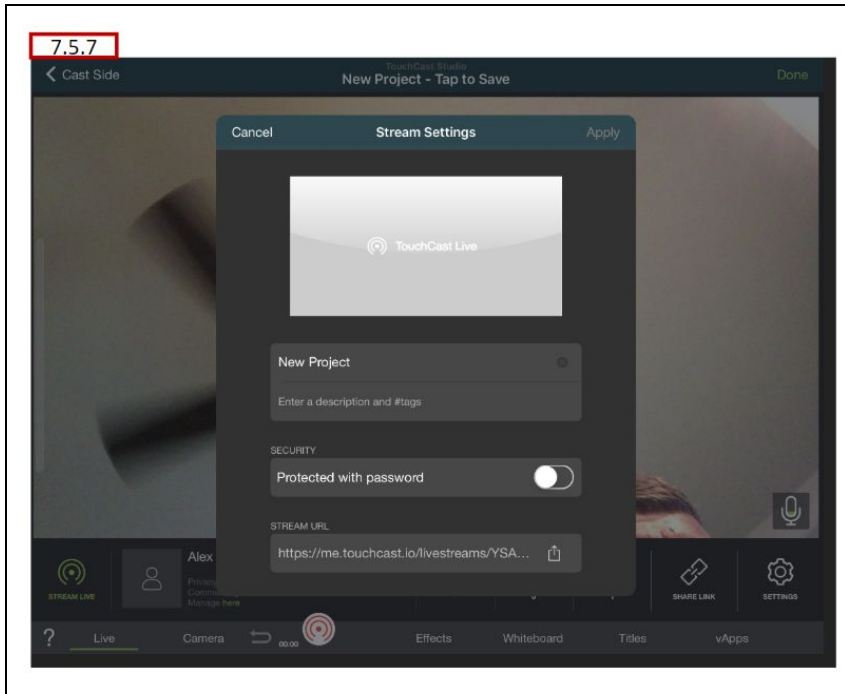 7.5.7
Cast Side
TouchCast Studio
New Project - Tap to Save
Done
Cancel
Stream Settings
Apply
TouchCast Live
New Project
Enter a description and #tags
SECURITY
Protected with password
STREAM URL
https://me.touchcast.io/livestreams/YSA...
STREAM LIVE
Alex
Manage here
SHARE LINK
SETTINGS
? Live Camera 00:00 Effects Whiteboard Titles vApps